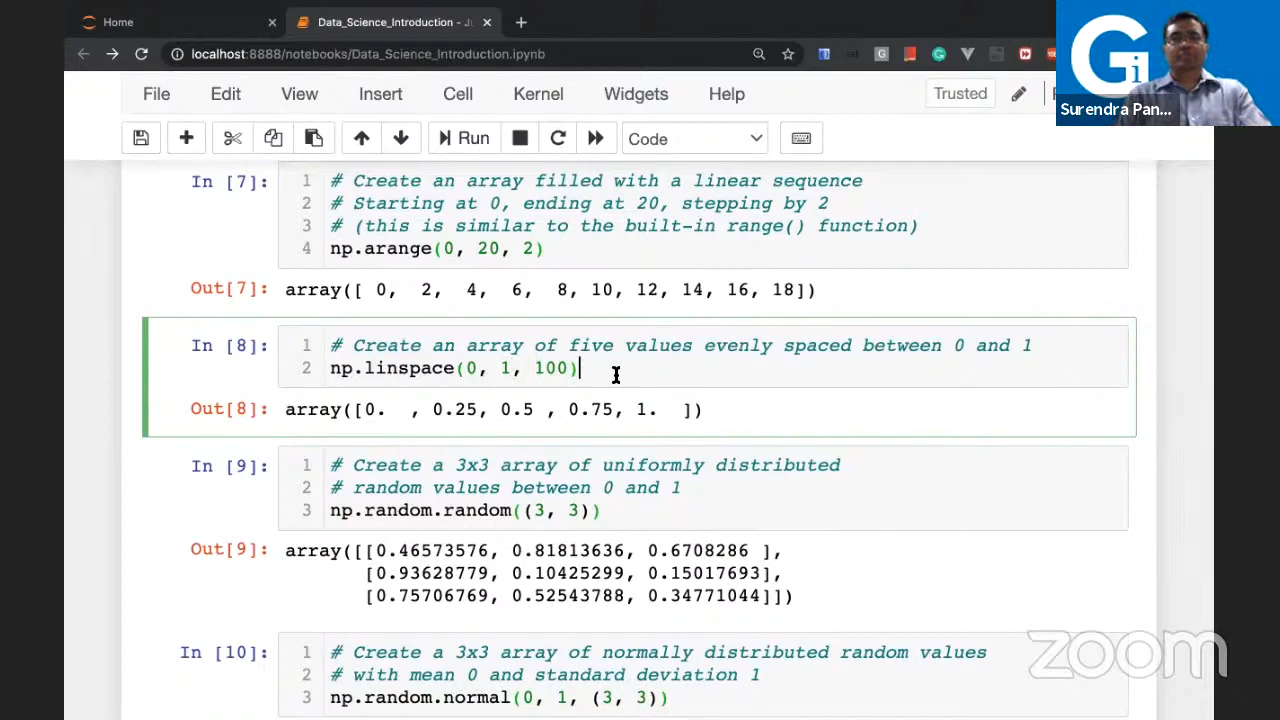 Home
Data_Science_Introduction - Ju
localhost:8888/notebooks/Data_Science_Introduction.ipynb
G
Gi
Surendra Pan...
File Edit View Insert Cell Kernel Widgets Help Trusted
Run Code
In [7]:
1 # Create an array filled with a linear sequence
2 # Starting at 0, ending at 20, stepping by 2
3 # (this is similar to the built-in range() function)
4 np.arange(0, 20, 2)
Out[7]: array([ 0, 2, 4, 6, 8, 10, 12, 14, 16, 18])
In [8]:
1 # Create an array of five values evenly spaced between 0 and 1
2 np.linspace(0, 1, 100)
Out[8]: array([0. , 0.25, 0.5 , 0.75, 1. ])
In [9]:
1 # Create a 3x3 array of uniformly distributed
2 # random values between 0 and 1
3 np.random.random((3, 3))
Out[9]: array([[0.46573576, 0.81813636, 0.6708286 ],
[0.93628779, 0.10425299, 0.15017693],
[0.75706769, 0.52543788, 0.34771044]])
In [10]:
1 # Create a 3x3 array of normally distributed random values
2 # with mean 0 and standard deviation 1
3 np.random.normal(0, 1, (3, 3))
zoom